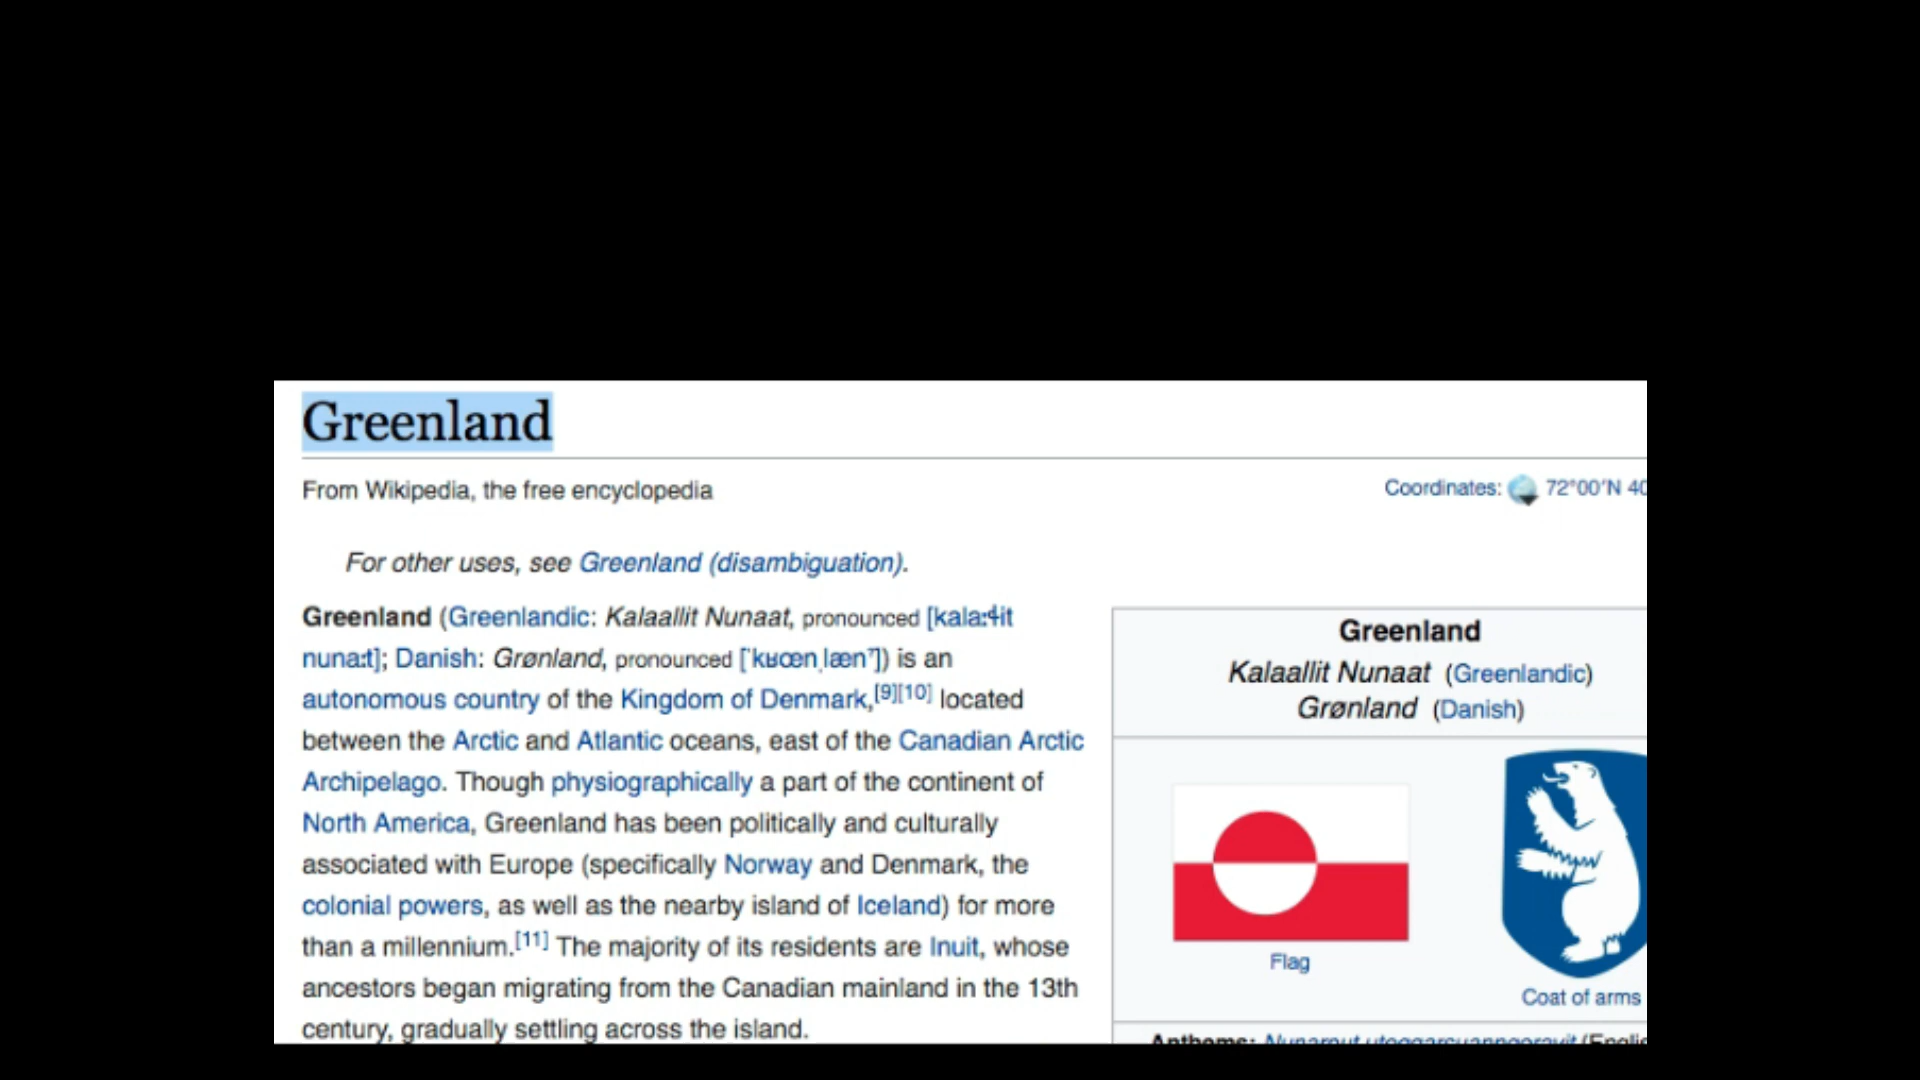 Greenland
From Wikipedia, the free encyclopedia
Coordinates: 72°00′N 40
For other uses, see Greenland (disambiguation).
Greenland (Greenlandic: Kalaallit Nunaat, pronounced [kalaːɬit
nunaːt]; Danish: Grønland, pronounced [ˈkʁœnˌlænˀ]) is an
autonomous country of the Kingdom of Denmark,[9][10] located
between the Arctic and Atlantic oceans, east of the Canadian Arctic
Archipelago. Though physiographically a part of the continent of
North America, Greenland has been politically and culturally
associated with Europe (specifically Norway and Denmark, the
colonial powers, as well as the nearby island of Iceland) for more
than a millennium.[11] The majority of its residents are Inuit, whose
ancestors began migrating from the Canadian mainland in the 13th
century, gradually settling across the island.
Greenland
Kalaallit Nunaat (Greenlandic)
Grønland (Danish)
Flag
Coat of arms
Anthems: